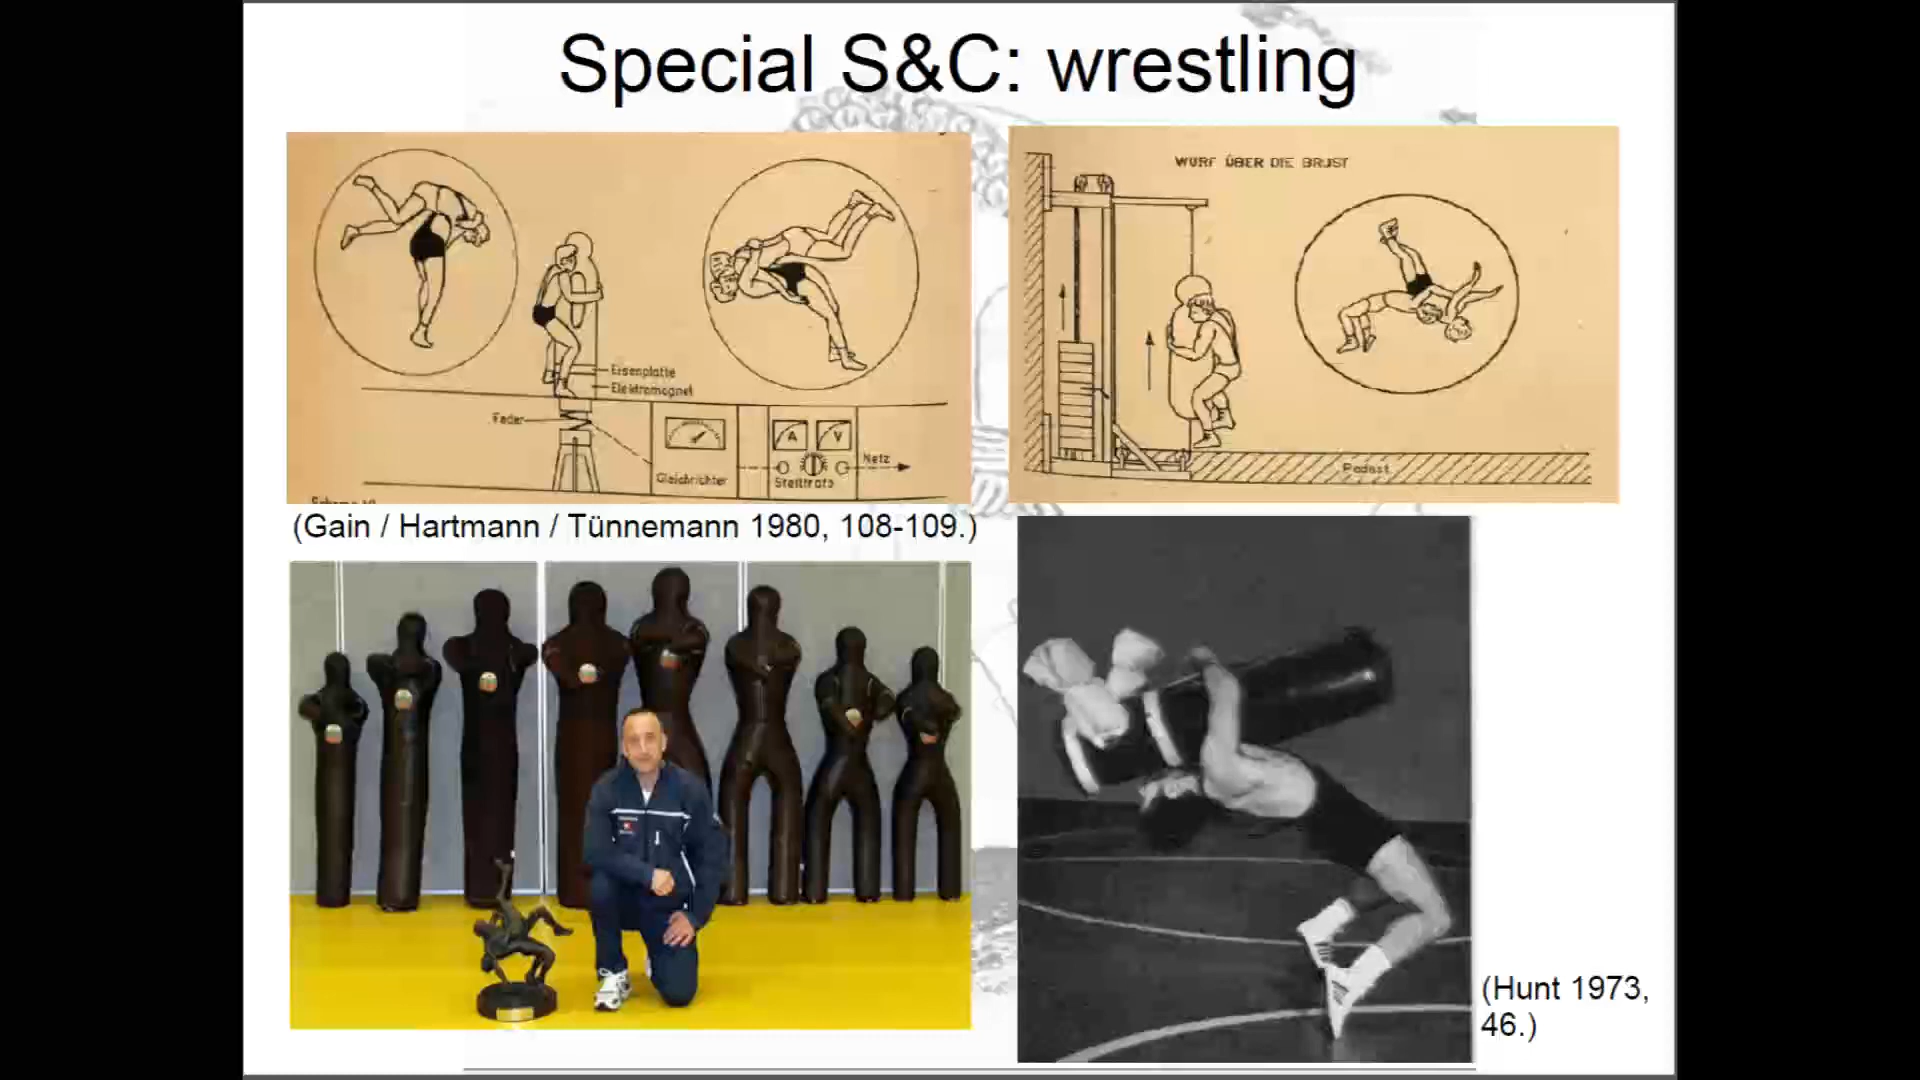 Special S&C: wrestling
Eisenplatte
Elektromagnet
Feder
A
V
Netz
Gleichrichter
WURF ÜBER DIE BRUST
Podest
(Gain / Hartmann / Tünnemann 1980, 108-109.)
(Hunt 1973,
46.)